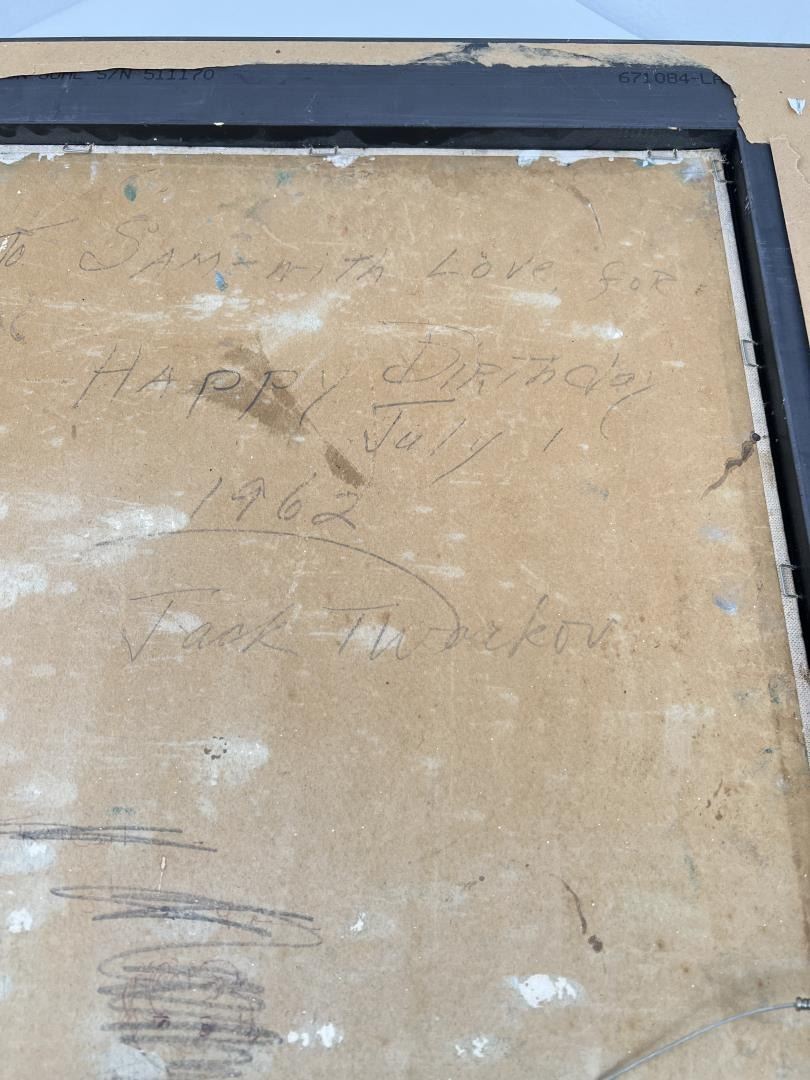 S/N 511170 671084-L
To Sam - with Love, for
Happy Birthday
July 1
1962
Jack Tworkov